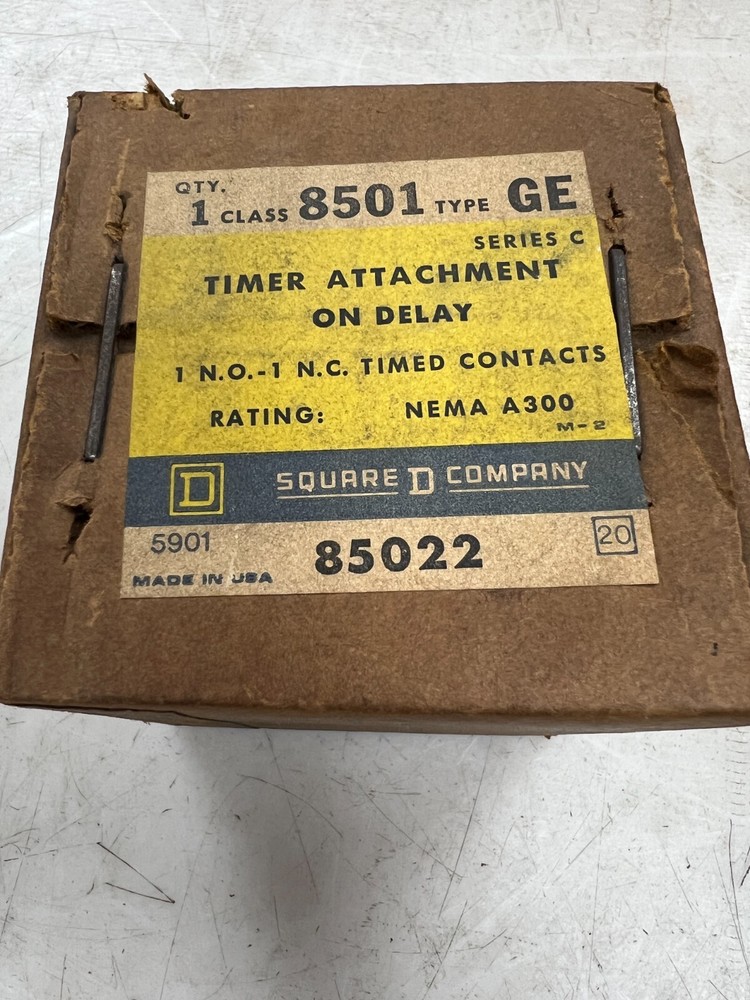 QTY.
1 CLASS 8501 TYPE GE
SERIES C
TIMER ATTACHMENT
ON DELAY
1 N.O.-1 N.C. TIMED CONTACTS
RATING: NEMA A300
M-2
D SQUARE D COMPANY
5901 85022 20
MADE IN USA